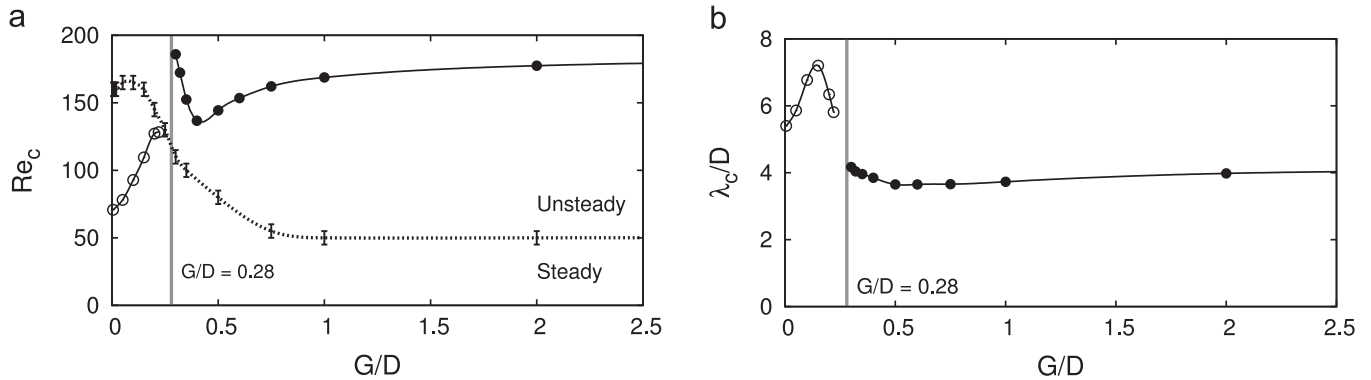 a
200
150
100
50
0
Re_c
Unsteady
Steady
G/D = 0.28
0 0.5 1 1.5 2 2.5
G/D
b
8
6
4
2
0
λ_c/D
G/D = 0.28
0 0.5 1 1.5 2 2.5
G/D